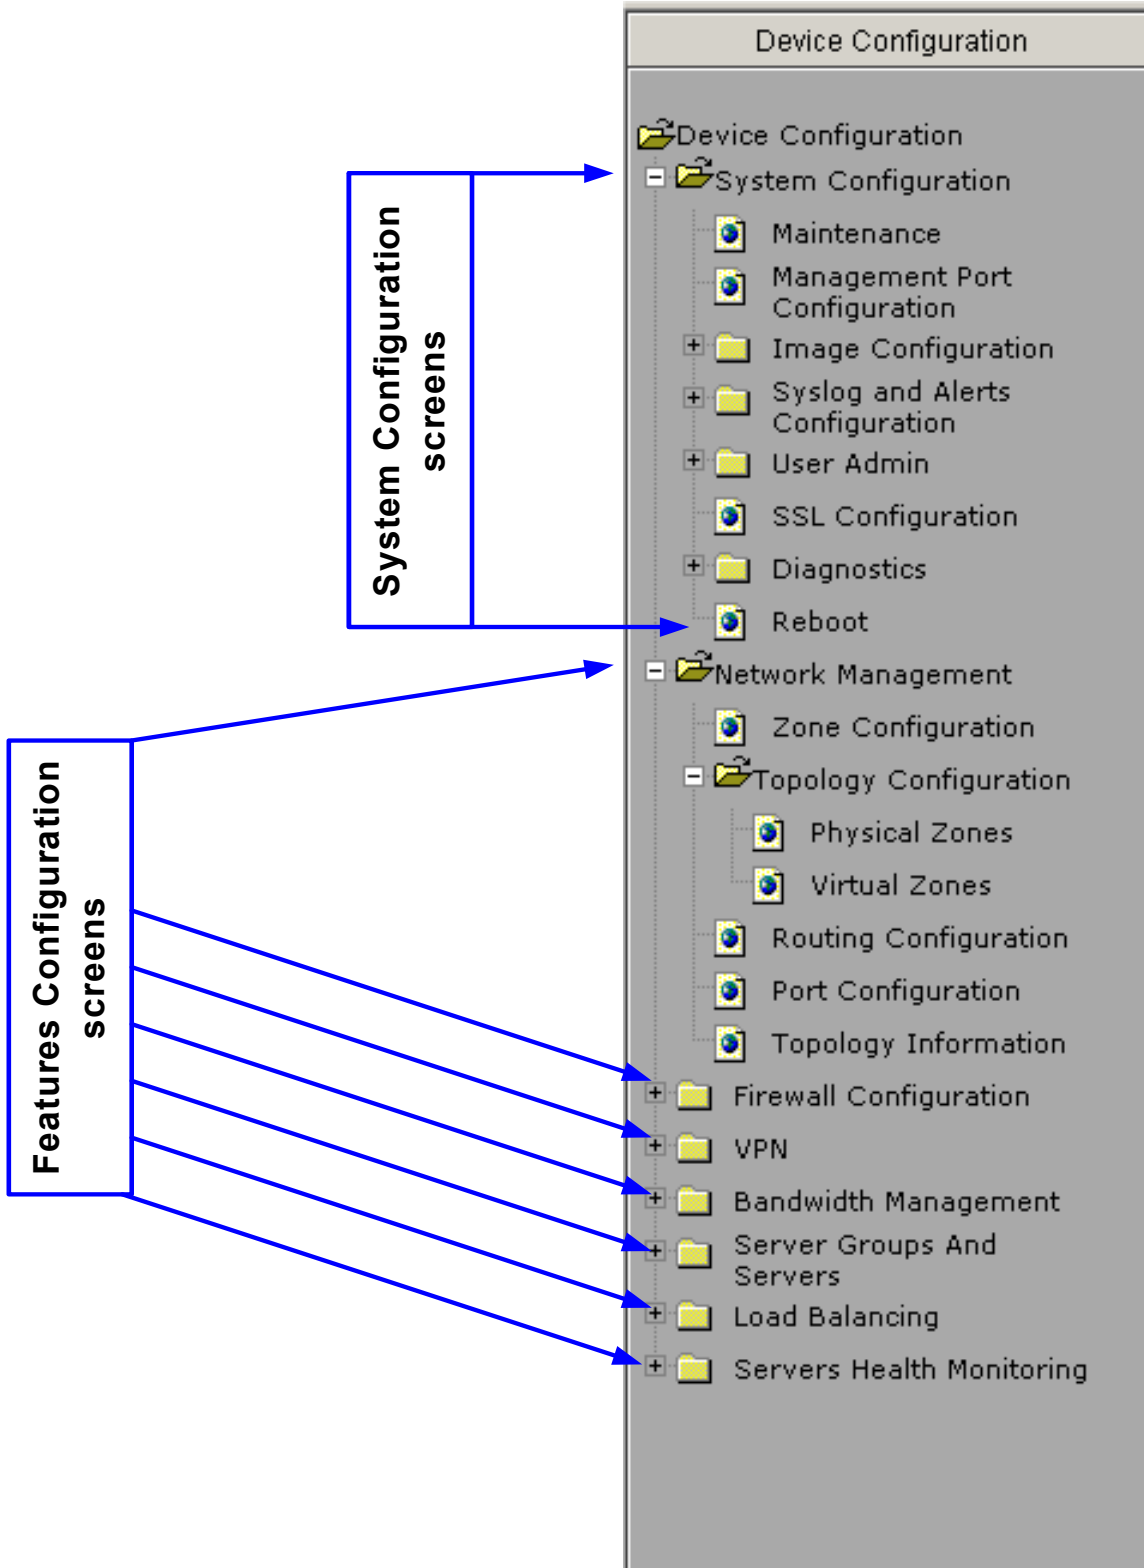 Device Configuration
Device Configuration
System Configuration
Maintenance
Management Port
Configuration
Image Configuration
Syslog and Alerts
Configuration
User Admin
SSL Configuration
Diagnostics
Reboot
Network Management
Zone Configuration
Topology Configuration
Physical Zones
Virtual Zones
Routing Configuration
Port Configuration
Topology Information
Firewall Configuration
VPN
Bandwidth Management
Server Groups And
Servers
Load Balancing
Servers Health Monitoring
System Configuration
screens
Features Configuration
screens